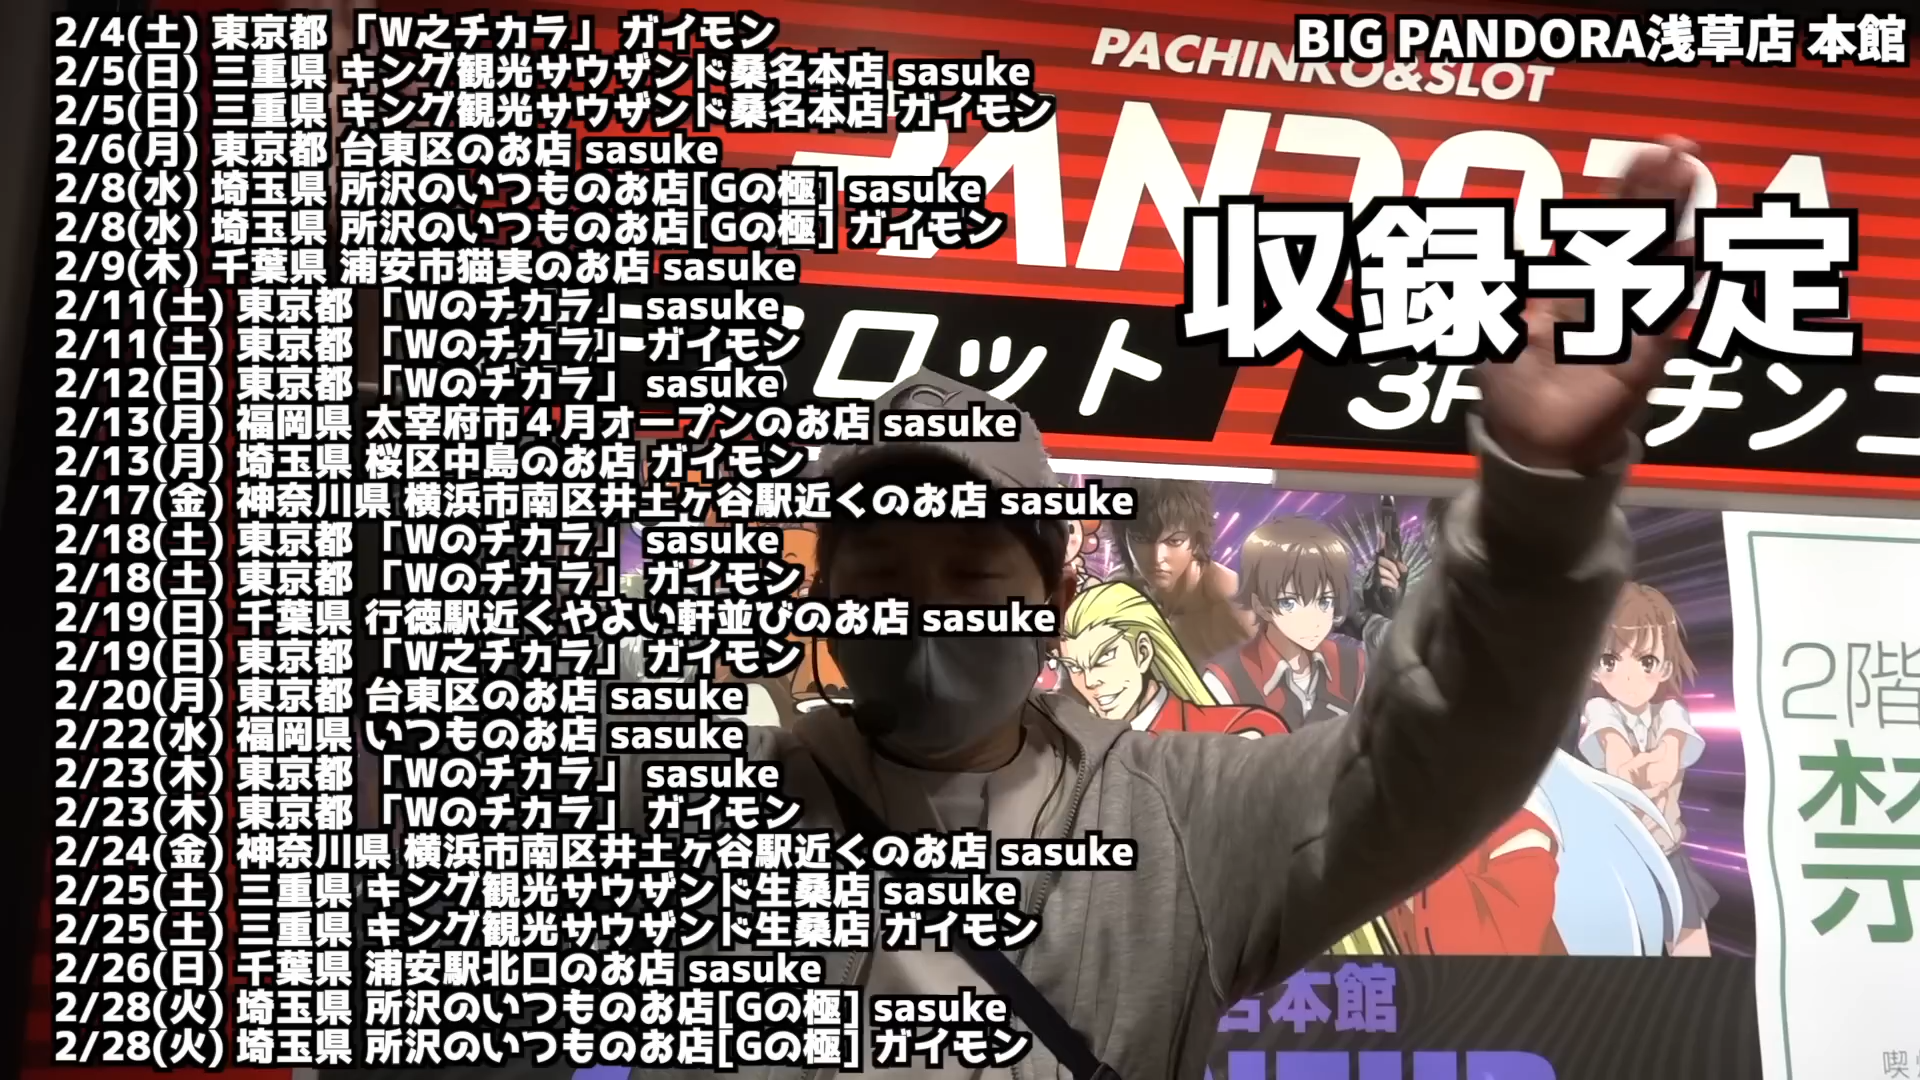 2/4(土) 東京都 「W之チカラ」 ガイモン
2/5(日) 三重県 キング観光サウザンド桑名本店 sasuke
2/5(日) 三重県 キング観光サウザンド桑名本店 ガイモン
2/6(月) 東京都 台東区のお店 sasuke
2/8(水) 埼玉県 所沢のいつものお店[Gの極] sasuke
2/8(水) 埼玉県 所沢のいつものお店[Gの極] ガイモン
2/9(木) 千葉県 浦安市猫実のお店 sasuke
2/11(土) 東京都 「Wのチカラ」 sasuke
2/11(土) 東京都 「Wのチカラ」 ガイモン
2/12(日) 東京都 「Wのチカラ」 sasuke
2/13(月) 福岡県 太宰府市４月オープンのお店 sasuke
2/13(月) 埼玉県 桜区中島のお店 ガイモン
2/17(金) 神奈川県 横浜市南区井土ヶ谷駅近くのお店 sasuke
2/18(土) 東京都 「Wのチカラ」 sasuke
2/18(土) 東京都 「Wのチカラ」 ガイモン
2/19(日) 千葉県 行徳駅近くやよい軒並びのお店 sasuke
2/19(日) 東京都 「W之チカラ」 ガイモン
2/20(月) 東京都 台東区のお店 sasuke
2/22(水) 福岡県 いつものお店 sasuke
2/23(木) 東京都 「Wのチカラ」 sasuke
2/23(木) 東京都 「Wのチカラ」 ガイモン
2/24(金) 神奈川県 横浜市南区井土ヶ谷駅近くのお店 sasuke
2/25(土) 三重県 キング観光サウザンド生桑店 sasuke
2/25(土) 三重県 キング観光サウザンド生桑店 ガイモン
2/26(日) 千葉県 浦安駅北口のお店 sasuke
2/28(火) 埼玉県 所沢のいつものお店[Gの極] sasuke
2/28(火) 埼玉県 所沢のいつものお店[Gの極] ガイモン
BIG PANDORA浅草店 本館
PACHINKO&SLOT
PANDORA
収録予定
ロット
3F
チンコ
2階
禁
本館
喫